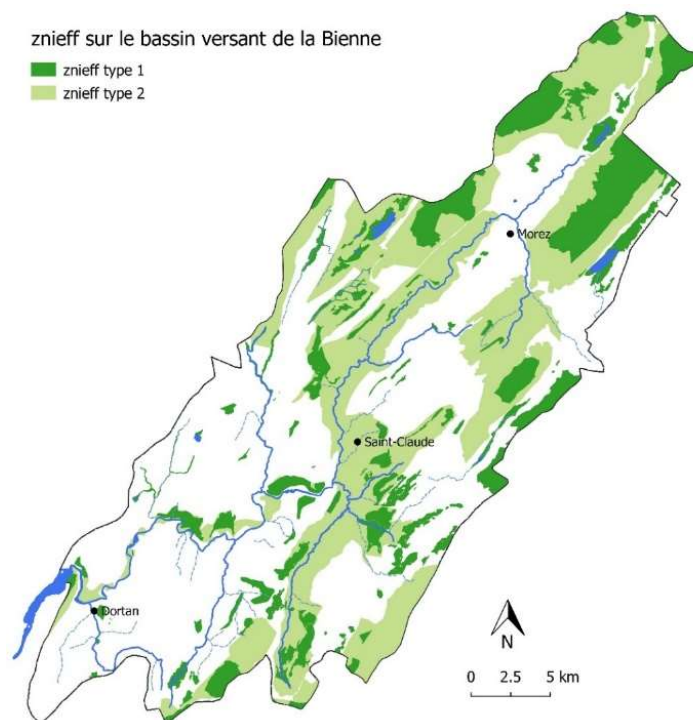 znieff sur le bassin versant de la Bienne
znieff type 1
znieff type 2
Morez
Saint-Claude
Dortan
N
0 2.5 5 km